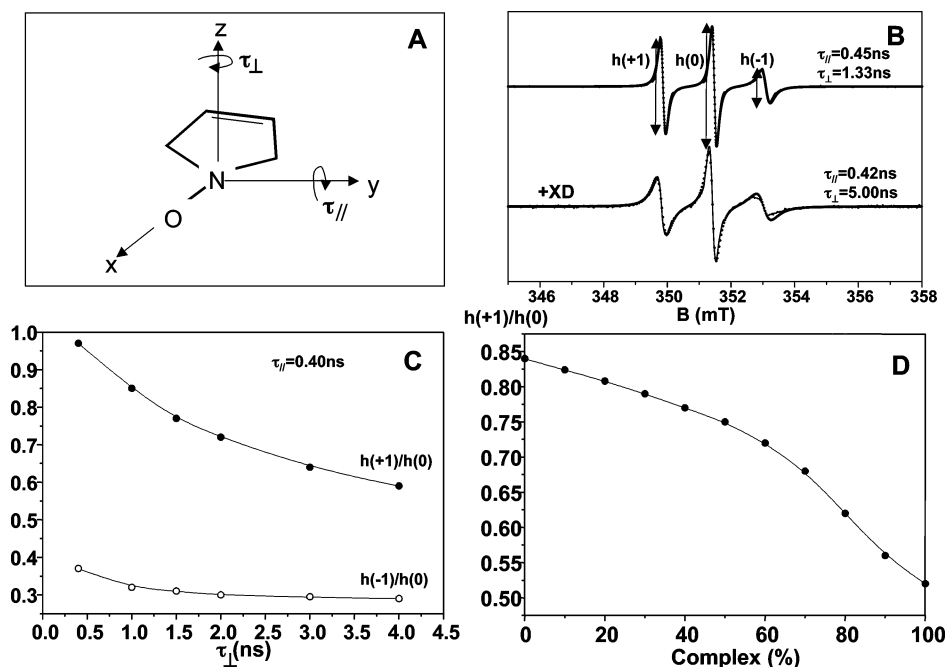 A
z
τ⊥
N
y
τ//
O
x
B
h(+1)
h(0)
h(-1)
τ//=0.45ns
τ⊥=1.33ns
+XD
τ//=0.42
τ⊥=5.00ns
346 348 350 352 354 356 358
B (mT)
C
τ//=0.40ns
h(+1)/h(0)
h(-1)/h(0)
1.0
0.9
0.8
0.7
0.6
0.5
0.4
0.3
0.0 0.5 1.0 1.5 2.0 2.5 3.0 3.5 4.0 4.5
τ⊥(ns)
h(+1)/h(0)
D
0.85
0.80
0.75
0.70
0.65
0.60
0.55
0.50
0 20 40 60 80 100
Complex (%)